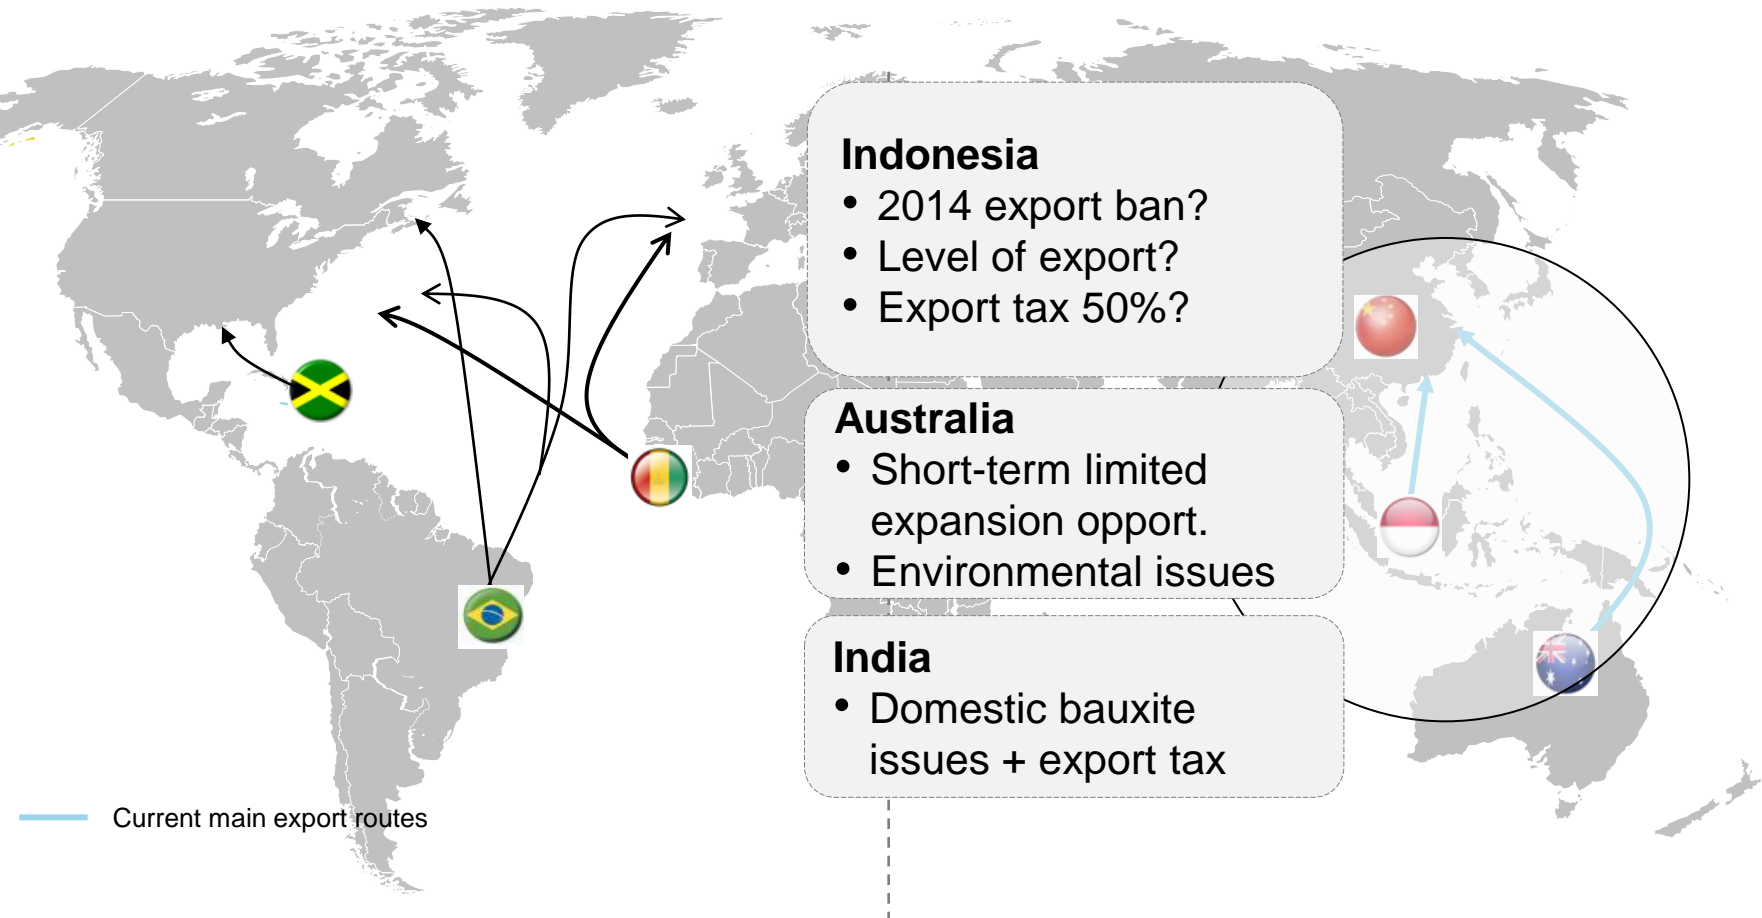 Indonesia
• 2014 export ban?
• Level of export?
• Export tax 50%?
Australia
• Short-term limited
expansion opport.
• Environmental issues
India
• Domestic bauxite
issues + export tax
Current main export routes